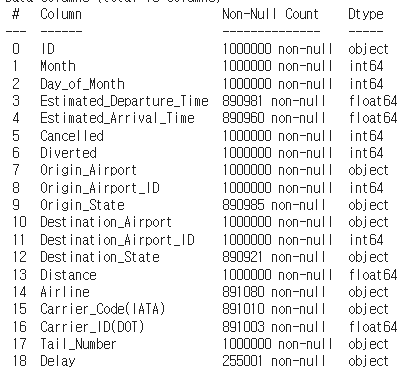 #   Column                    Non-Null Count    Dtype
---  ------                    --------------    -----
0   ID                        1000000 non-null  object
1   Month                     1000000 non-null  int64
2   Day_of_Month              1000000 non-null  int64
3   Estimated_Departure_Time  890981 non-null   float64
4   Estimated_Arrival_Time    890960 non-null   float64
5   Cancelled                 1000000 non-null  int64
6   Diverted                  1000000 non-null  int64
7   Origin_Airport            1000000 non-null  object
8   Origin_Airport_ID         1000000 non-null  int64
9   Origin_State              890985 non-null   object
10  Destination_Airport       1000000 non-null  object
11  Destination_Airport_ID    1000000 non-null  int64
12  Destination_State         890921 non-null   object
13  Distance                  1000000 non-null  float64
14  Airline                   891080 non-null   object
15  Carrier_Code(IATA)        891010 non-null   object
16  Carrier_ID(DOT)           891003 non-null   float64
17  Tail_Number               1000000 non-null  object
18  Delay                     255001 non-null   object